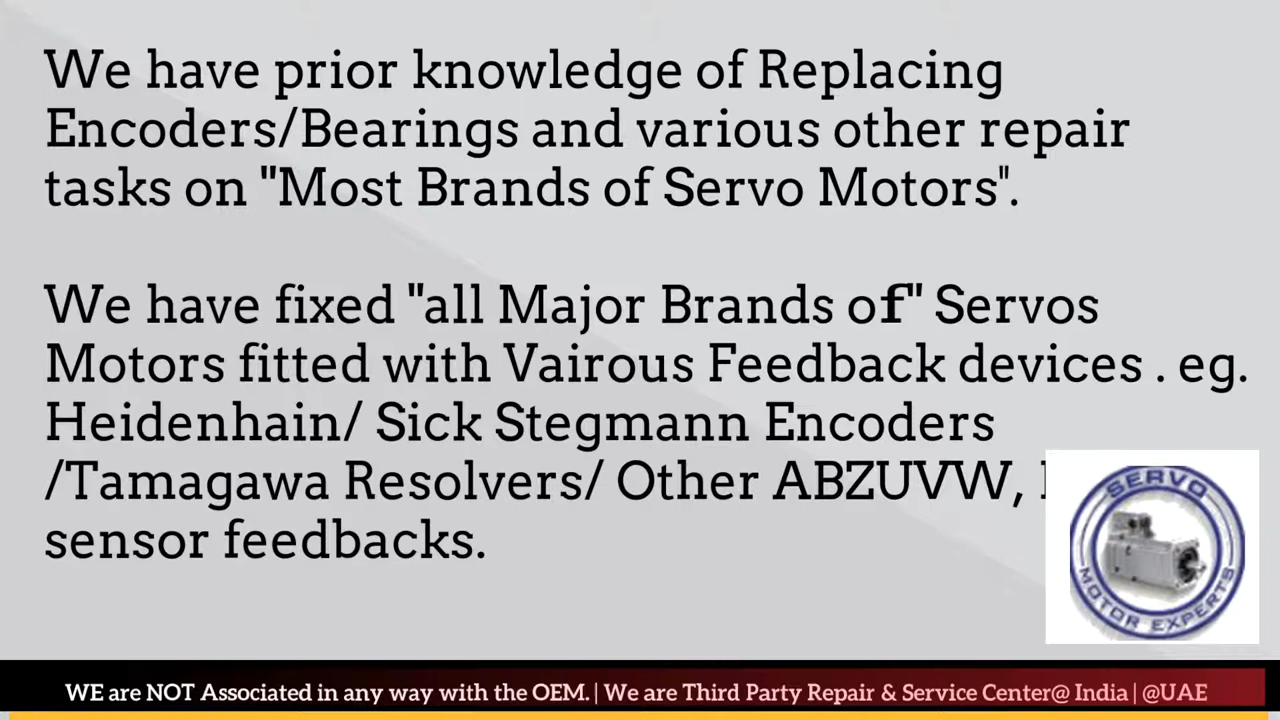 We have prior knowledge of Replacing
Encoders/Bearings and various other repair
tasks on "Most Brands of Servo Motors".
We have fixed "all Major Brands of" Servos
Motors fitted with Vairous Feedback devices . eg.
Heidenhain/ Sick Stegmann Encoders
/Tamagawa Resolvers/ Other ABZUVW,
sensor feedbacks.
SERVO
MOTOR EXPERTS
WE are NOT Associated in any way with the OEM. | We are Third Party Repair & Service Center@ India | @UAE